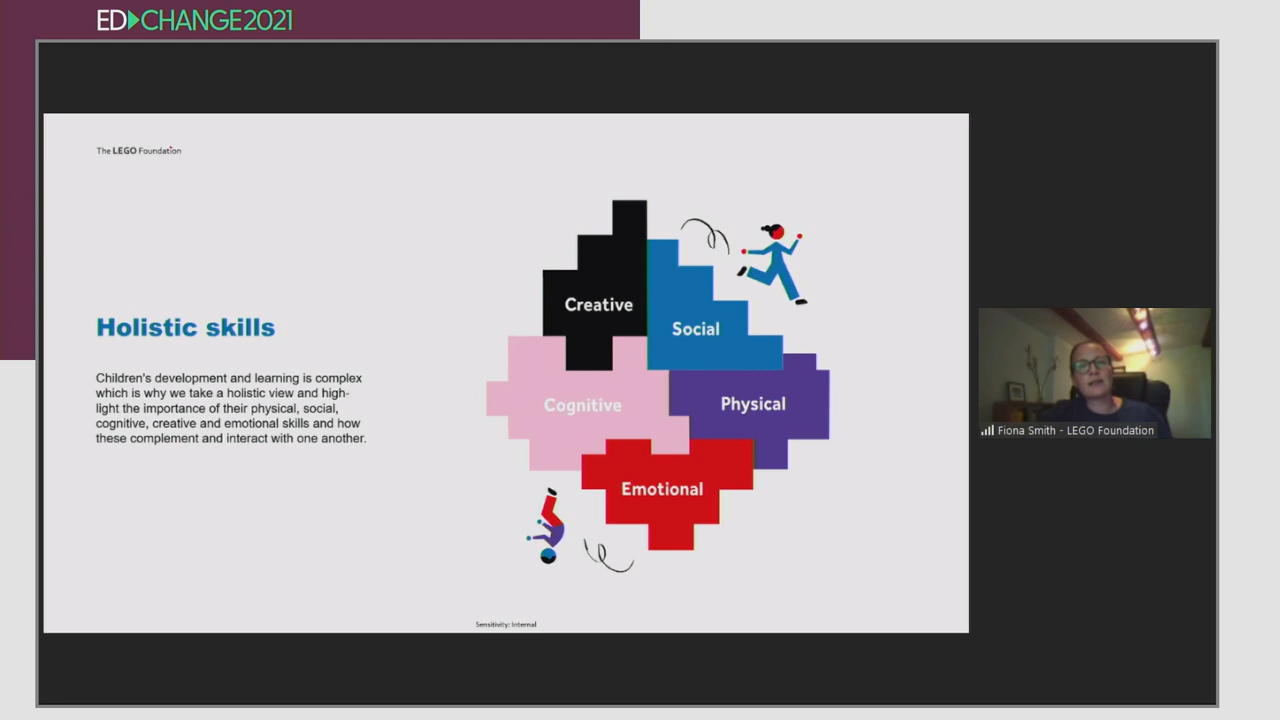 ED▶CHANGE2021
The LEGO Foundation
Holistic skills
Children's development and learning is complex
which is why we take a holistic view and high-
light the importance of their physical, social,
cognitive, creative and emotional skills and how
these complement and interact with one another.
Creative
Social
Cognitive
Physical
Emotional
Sensitivity: Internal
Fiona Smith - LEGO Foundation